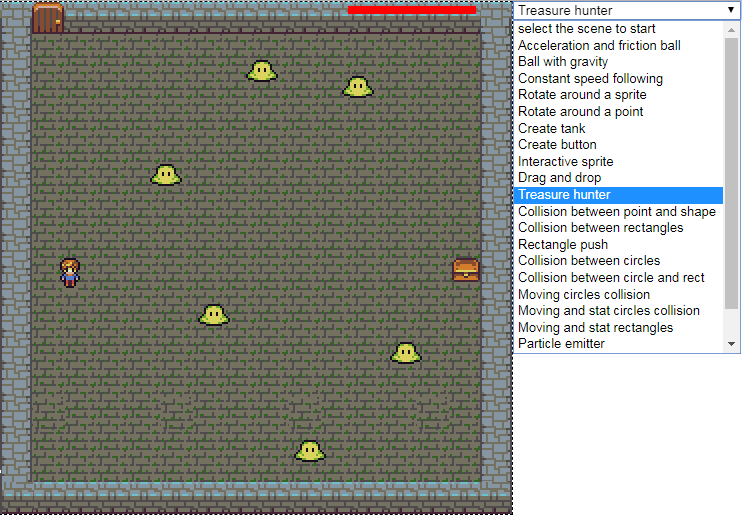 Treasure hunter
select the scene to start
Acceleration and friction ball
Ball with gravity
Constant speed following
Rotate around a sprite
Rotate around a point
Create tank
Create button
Interactive sprite
Drag and drop
Treasure hunter
Collision between point and shape
Collision between rectangles
Rectangle push
Collision between circles
Collision between circle and rect
Moving circles collision
Moving and stat circles collision
Moving and stat rectangles
Particle emitter